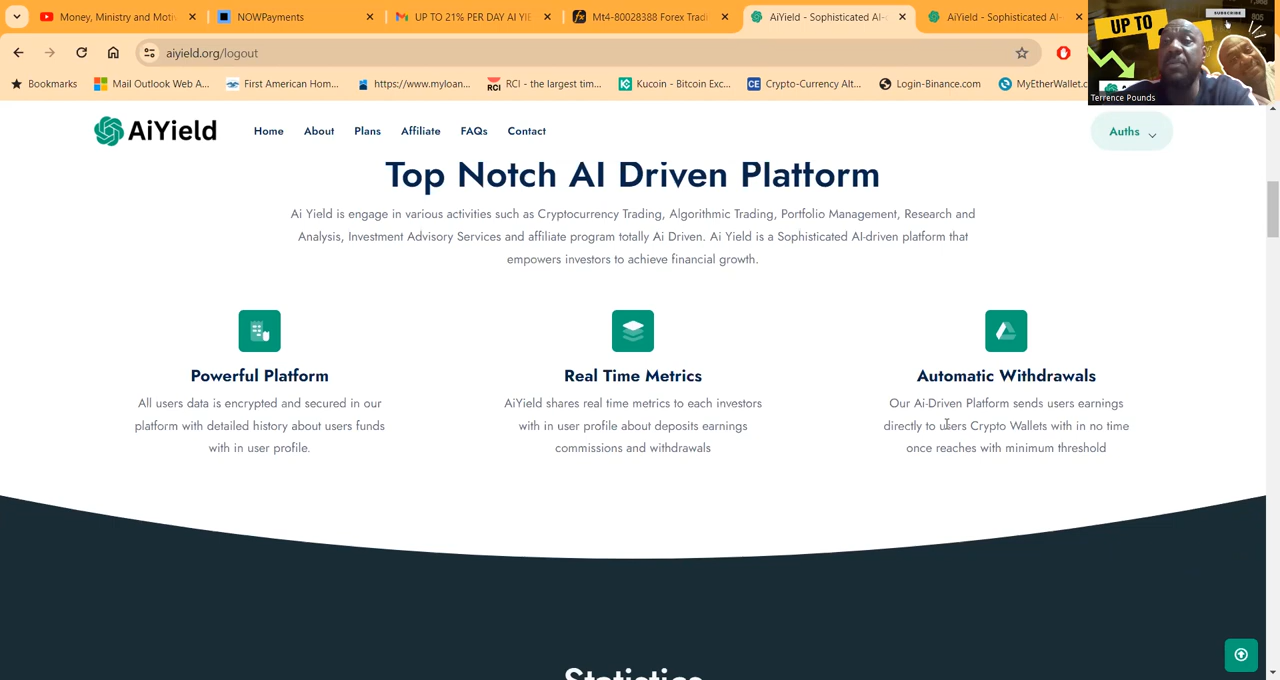 Money, Ministry and Moti
NOWPayments
UP TO 21% PER DAY AI YIE
Mt4-80028388 Forex Tradi
AiYield - Sophisticated AI-
AiYield - Sophisticated AI-
aiyield.org/logout
Bookmarks
Mail Outlook Web A...
First American Hom...
https://www.myloan...
RCI - the largest tim...
Kucoin - Bitcoin Exc...
Crypto-Currency Alt...
Login-Binance.com
MyEtherWallet.c
UP TO
SUBSCRIBE
Terrence Pounds
AiYield
Home
About
Plans
Affiliate
FAQs
Contact
Auths
Top Notch AI Driven Platform
Ai Yield is engage in various activities such as Cryptocurrency Trading, Algorithmic Trading, Portfolio Management, Research and
Analysis, Investment Advisory Services and affiliate program totally Ai Driven. Ai Yield is a Sophisticated AI-driven platform that
empowers investors to achieve financial growth.
Powerful Platform
All users data is encrypted and secured in our
platform with detailed history about users funds
with in user profile.
Real Time Metrics
AiYield shares real time metrics to each investors
with in user profile about deposits earnings
commissions and withdrawals
Automatic Withdrawals
Our Ai-Driven Platform sends users earnings
directly to users Crypto Wallets with in no time
once reaches with minimum threshold
Statistics